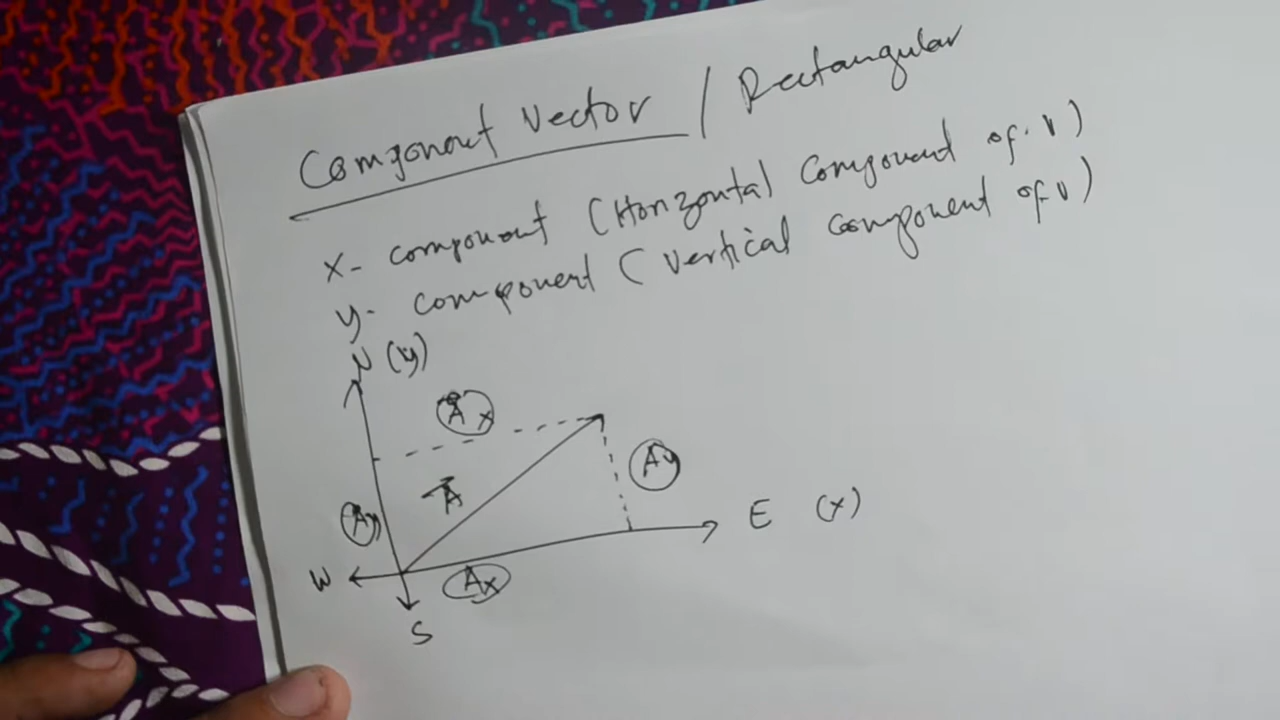 Component Vector / Rectangular
x- component (Horizontal component of v)
y- component (vertical component of v)
N (y)
Ax
A
Ay
Ay
E (x)
W
Ax
S